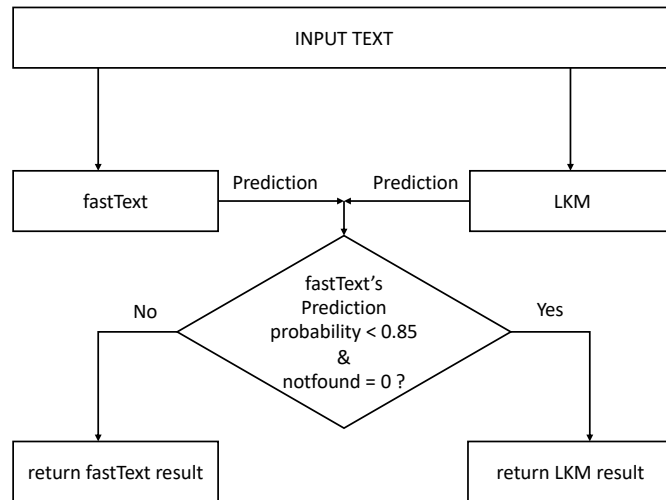 INPUT TEXT
fastText
Prediction
Prediction
LKM
fastText's
Prediction
probability < 0.85
&
notfound = 0 ?
No
Yes
return fastText result
return LKM result